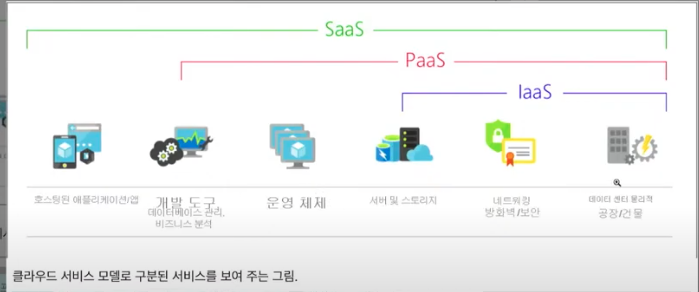 SaaS
PaaS
IaaS
호스팅된 애플리케이션/앱
개발 도구
데이터베이스 관리,
비즈니스 분석
운영 체제
서버 및 스토리지
네트워킹
방화벽/보안
데이터 센터 물리적
공장/건물
클라우드 서비스 모델로 구분된 서비스를 보여 주는 그림.